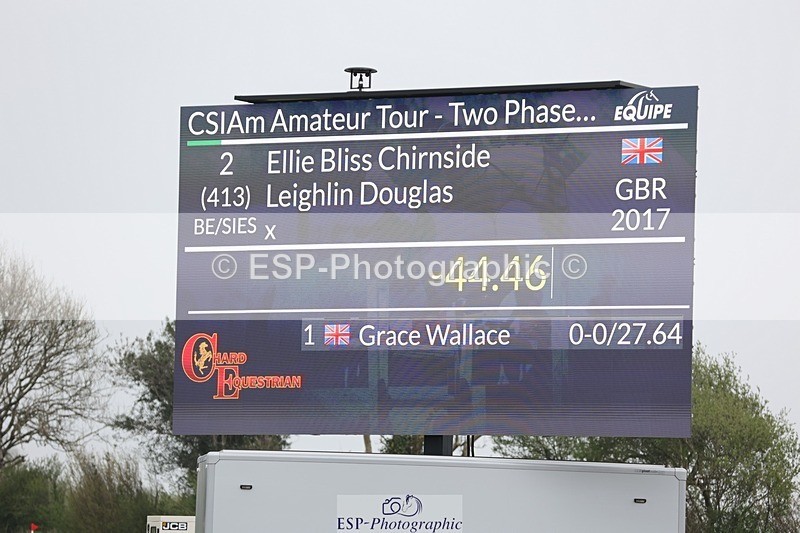 CSIAm Amateur Tour - Two Phase... EQUIPE
2 Ellie Bliss Chirnside
(413) Leighlin Douglas GBR
BE/SIES x 2017
-44.46
© ESP-Photographic ©
1 Grace Wallace 0-0/27.64
CHARD
EQUESTRIAN
JCB
ESP-Photographic